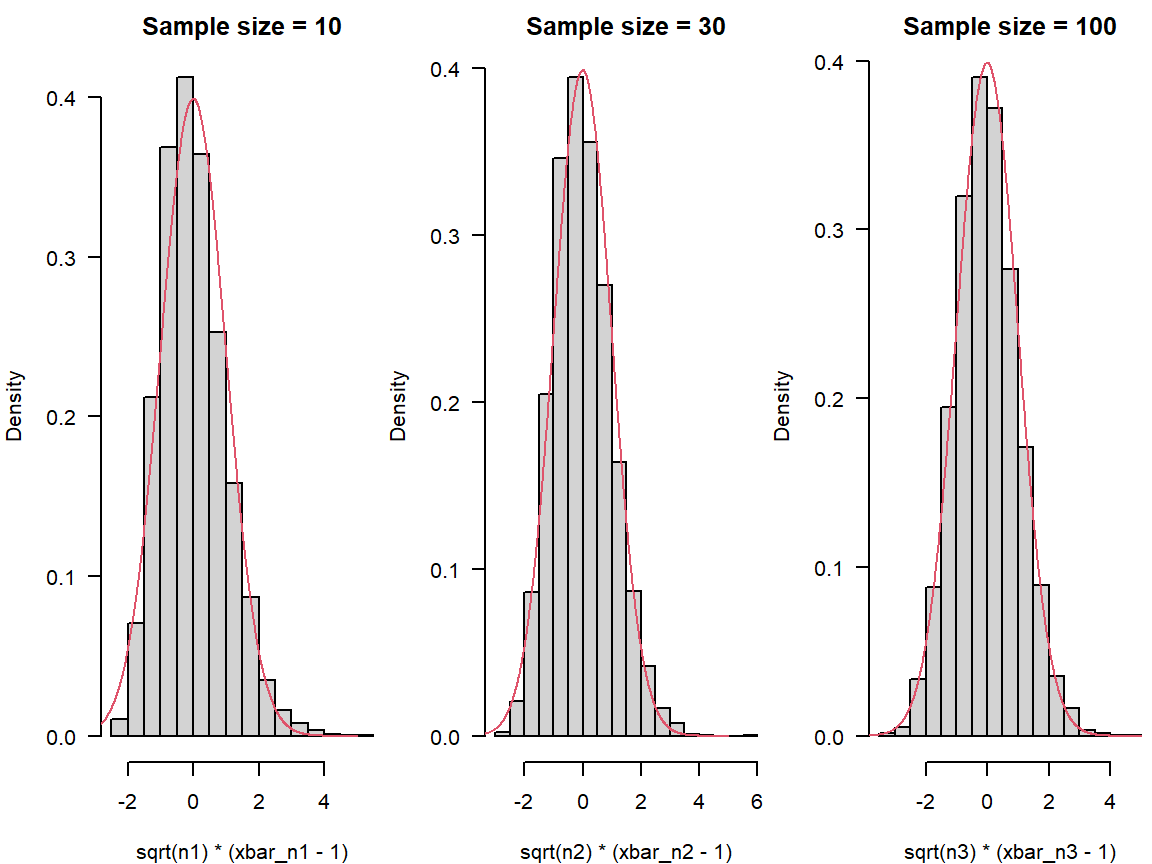 Sample size = 10
Density
0.4
0.3
0.2
0.1
0.0
-2 0 2 4
sqrt(n1) * (xbar_n1 - 1)
Sample size = 30
Density
0.4
0.3
0.2
0.1
0.0
-2 0 2 4 6
sqrt(n2) * (xbar_n2 - 1)
Sample size = 100
Density
0.4
0.3
0.2
0.1
0.0
-2 0 2 4
sqrt(n3) * (xbar_n3 - 1)